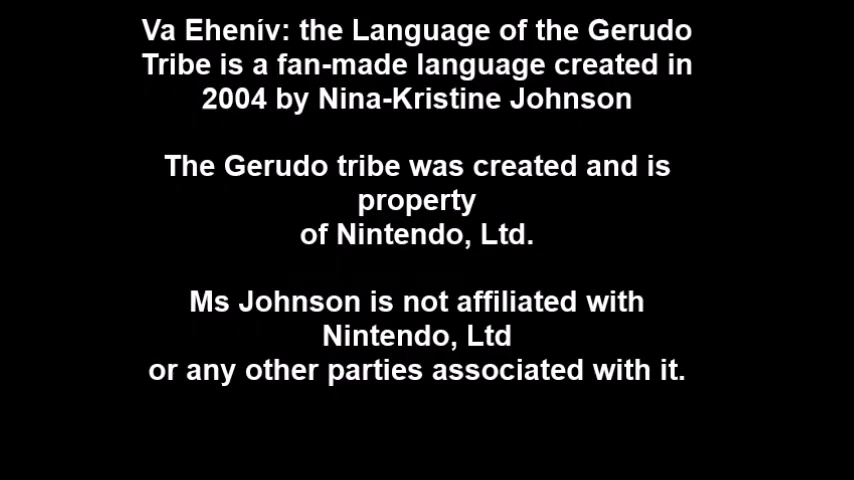 Va Ehenív: the Language of the Gerudo
Tribe is a fan-made language created in
2004 by Nina-Kristine Johnson
The Gerudo tribe was created and is
property
of Nintendo, Ltd.
Ms Johnson is not affiliated with
Nintendo, Ltd
or any other parties associated with it.